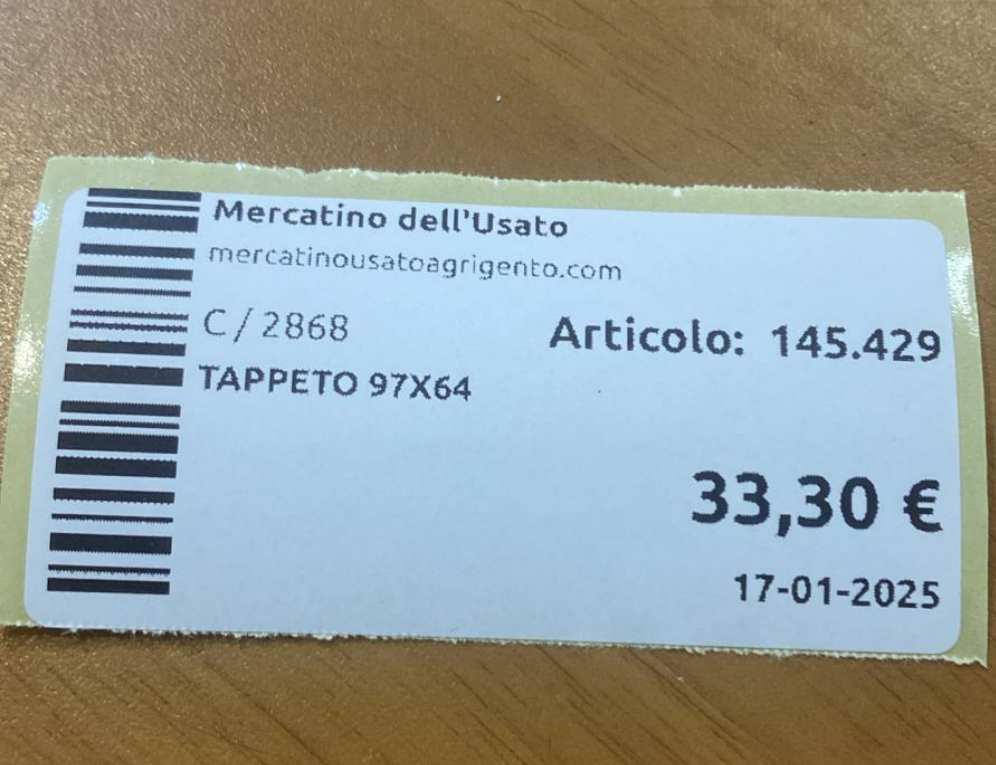 Mercatino dell'Usato
mercatinousatoagrigento.com
C/2868
Articolo: 145.429
TAPPETO 97X64
33,30 €
17-01-2025